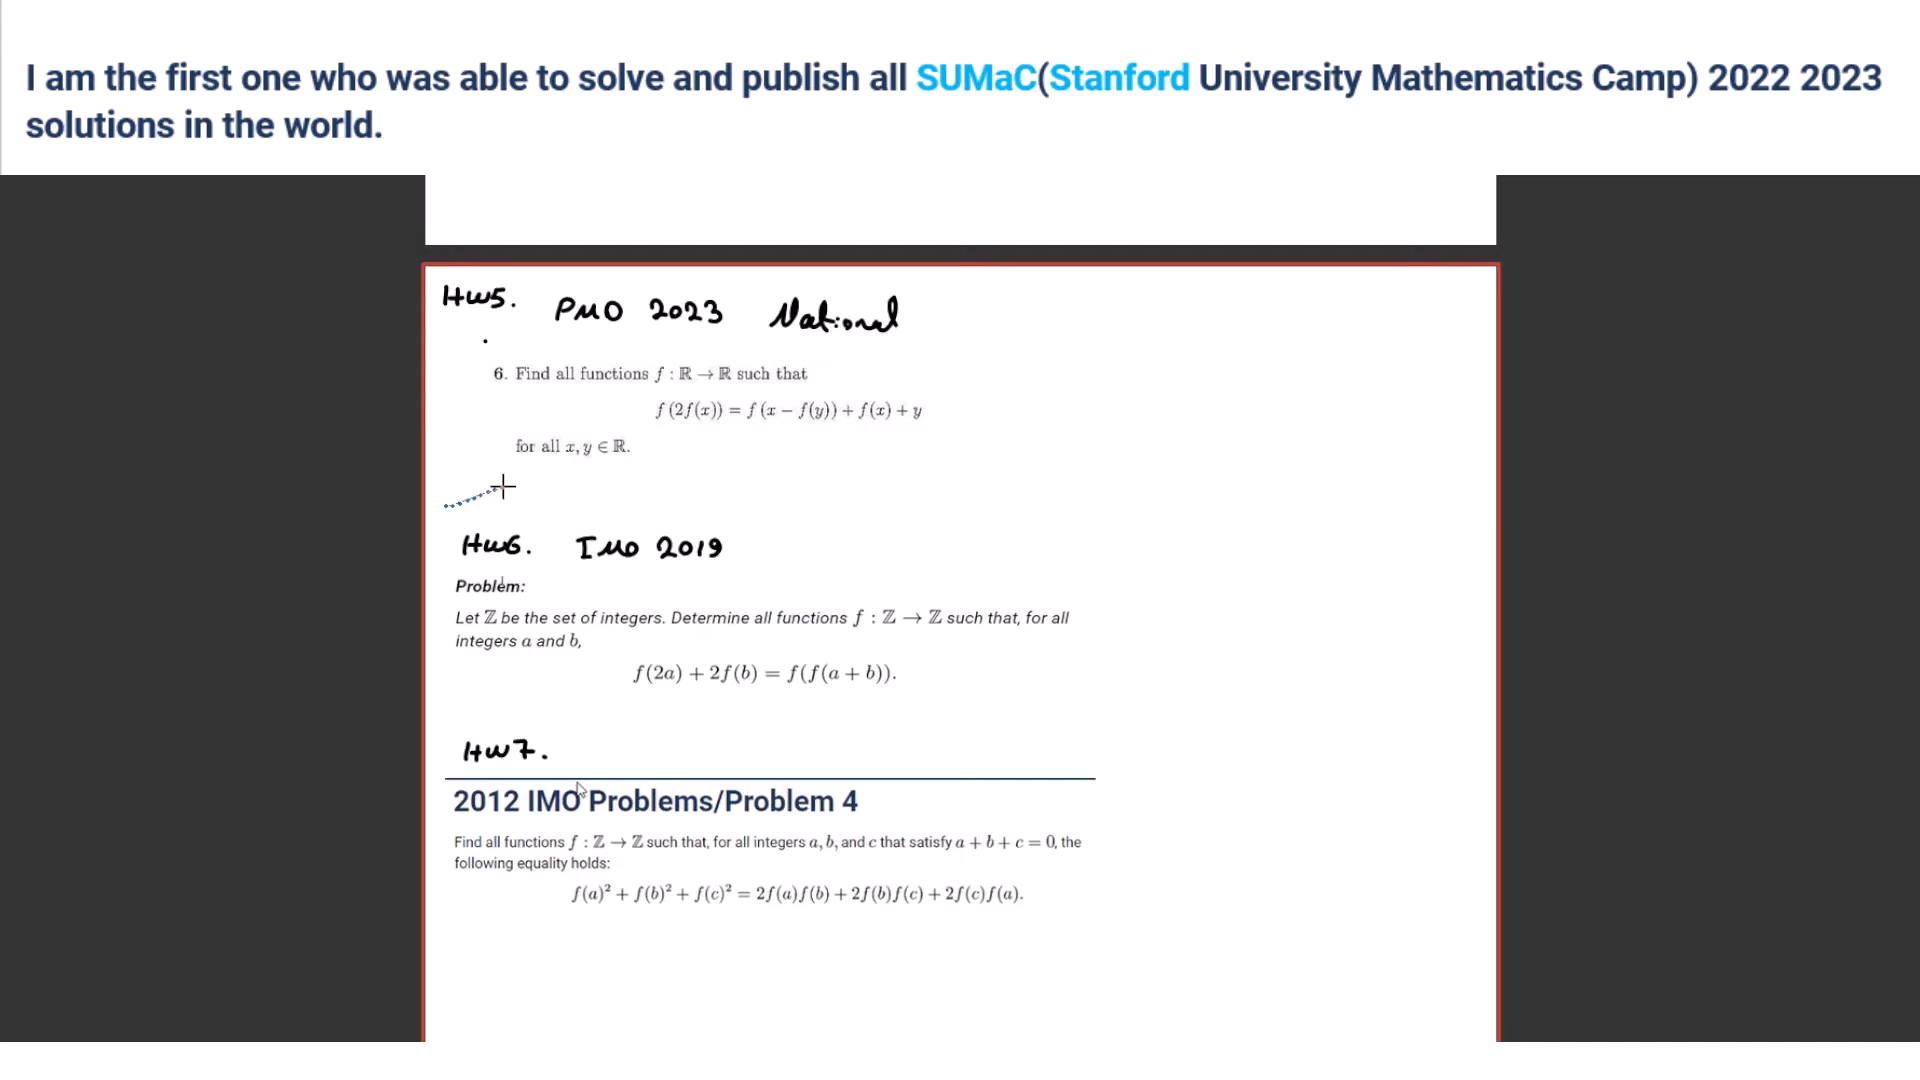 I am the first one who was able to solve and publish all SUMaC(Stanford University Mathematics Camp) 2022 2023
solutions in the world.
HW5. PMO 2023 National
6. Find all functions f : ℝ → ℝ such that
f (2f(x)) = f (x − f(y)) + f(x) + y
for all x, y ∈ ℝ.
HW6. IMO 2019
Problem:
Let ℤ be the set of integers. Determine all functions f : ℤ → ℤ such that, for all
integers a and b,
f(2a) + 2f(b) = f(f(a + b)).
HW7.
2012 IMO Problems/Problem 4
Find all functions f : ℤ → ℤ such that, for all integers a, b, and c that satisfy a + b + c = 0, the
following equality holds:
f(a)² + f(b)² + f(c)² = 2f(a)f(b) + 2f(b)f(c) + 2f(c)f(a).